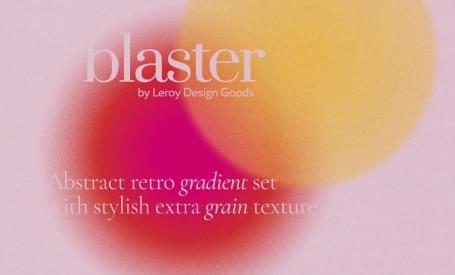 blaster
by Leroy Design Goods
Abstract retro gradient set
with stylish extra grain texture